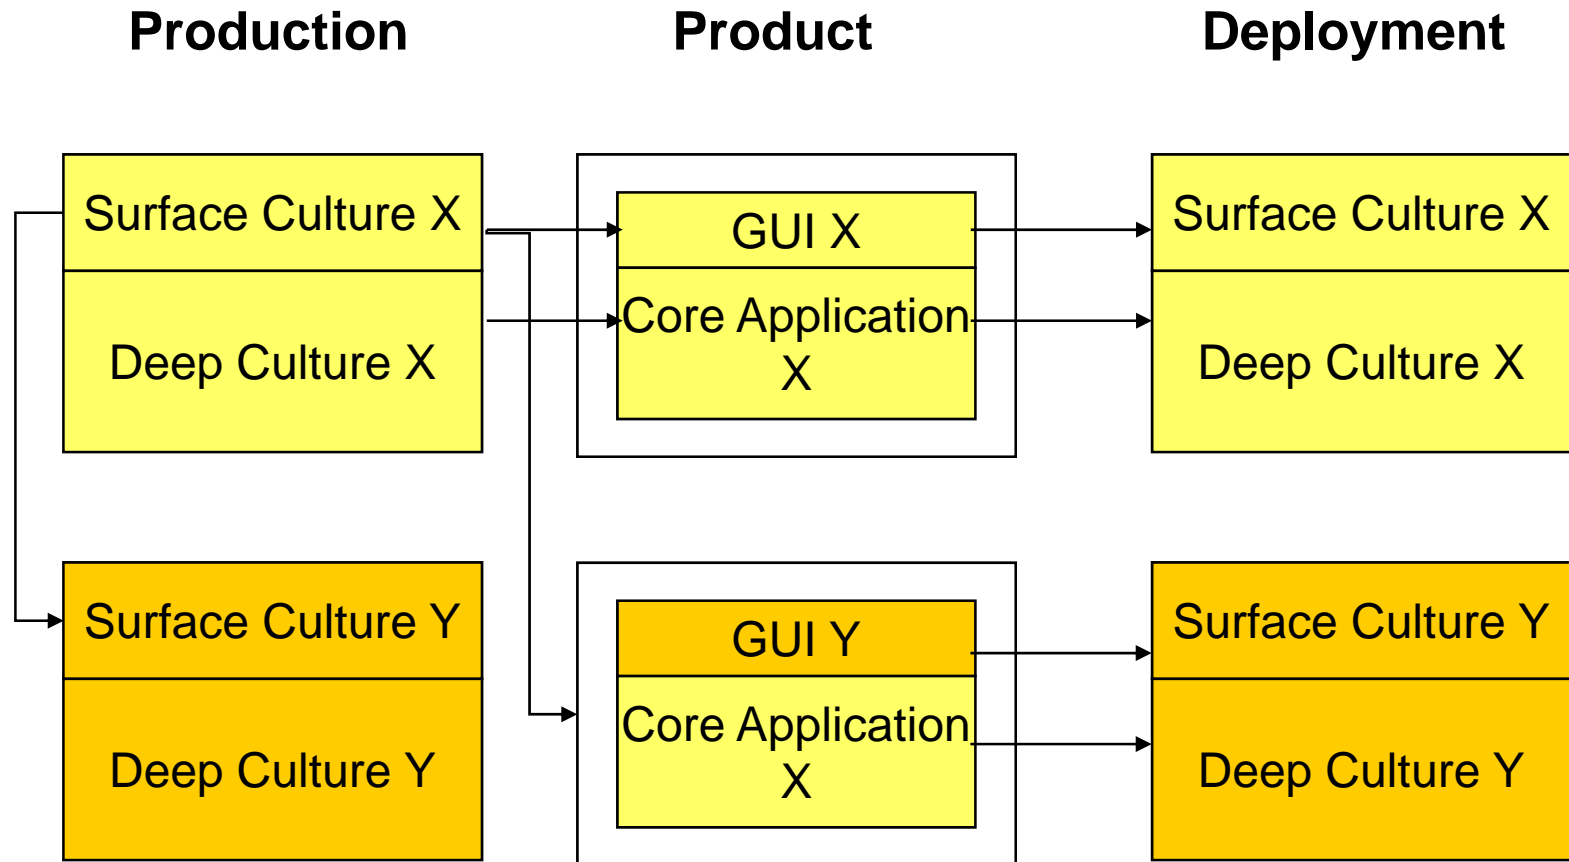 Production Product Deployment
Surface Culture X
GUI X
Surface Culture X
Deep Culture X
Core Application
X
Deep Culture X
Surface Culture Y
GUI Y
Surface Culture Y
Deep Culture Y
Core Application
X
Deep Culture Y